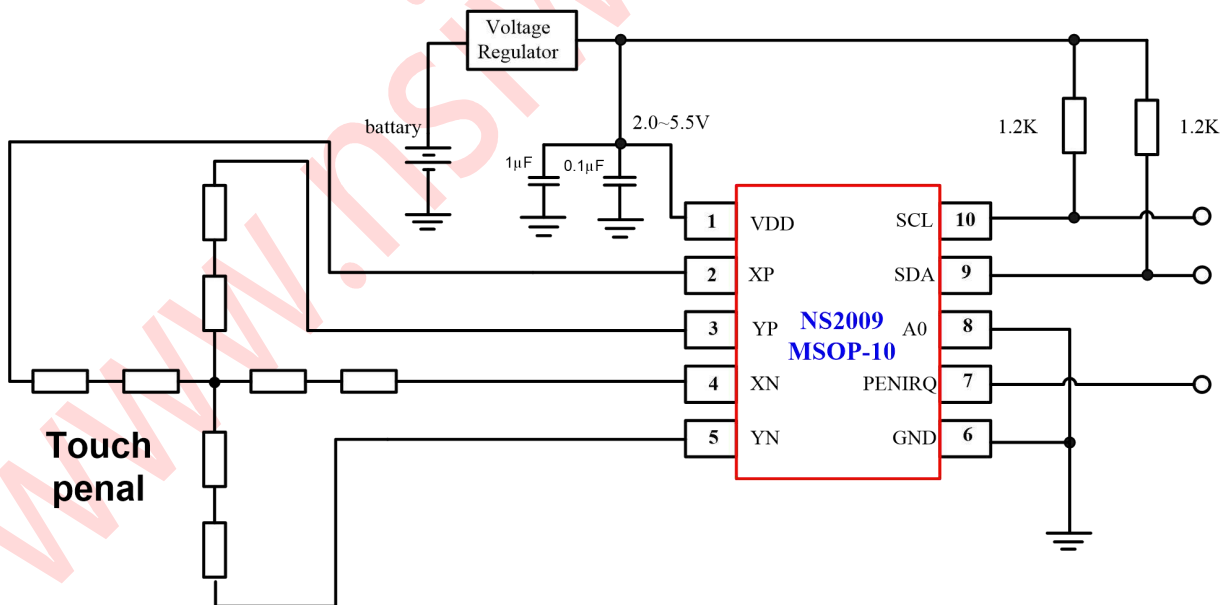 Voltage
Regulator
battary
2.0~5.5V
1.2K
1.2K
1µF
0.1µF
1
VDD
SCL
10
2
XP
SDA
9
3
YP
NS2009
A0
8
MSOP-10
4
XN
PENIRQ
7
5
YN
GND
6
Touch
penal
www.nsiw